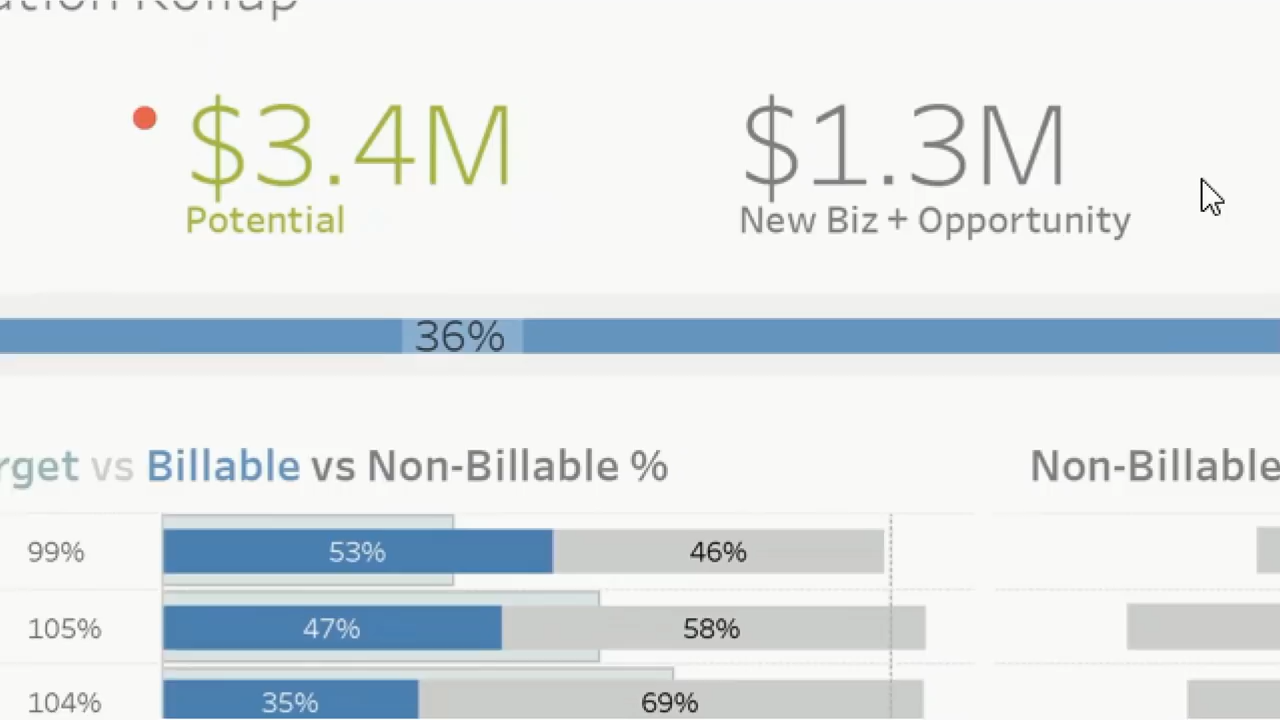 $3.4M
Potential
$1.3M
New Biz + Opportunity
36%
vs Billable vs Non-Billable %
Non-Billable
99% 53% 46%
105% 47% 58%
104% 35% 69%